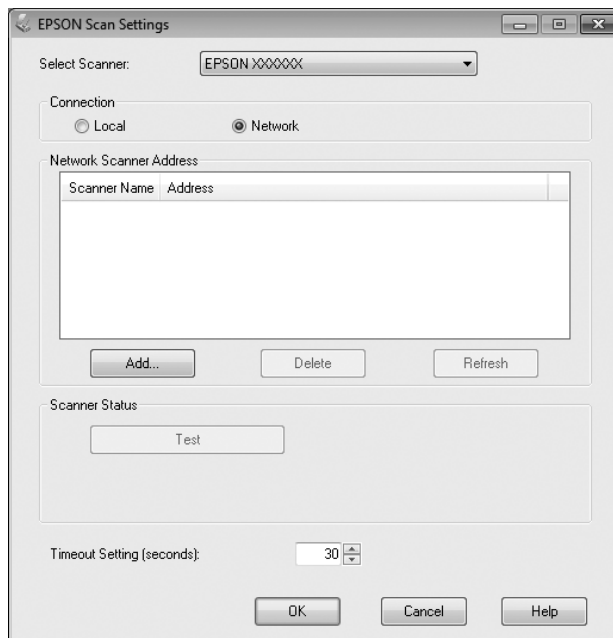 EPSON Scan Settings
Select Scanner: EPSON XXXXXX
Connection
Local Network
Network Scanner Address
Scanner Name Address
Add... Delete Refresh
Scanner Status
Test
Timeout Setting (seconds): 30
OK Cancel Help